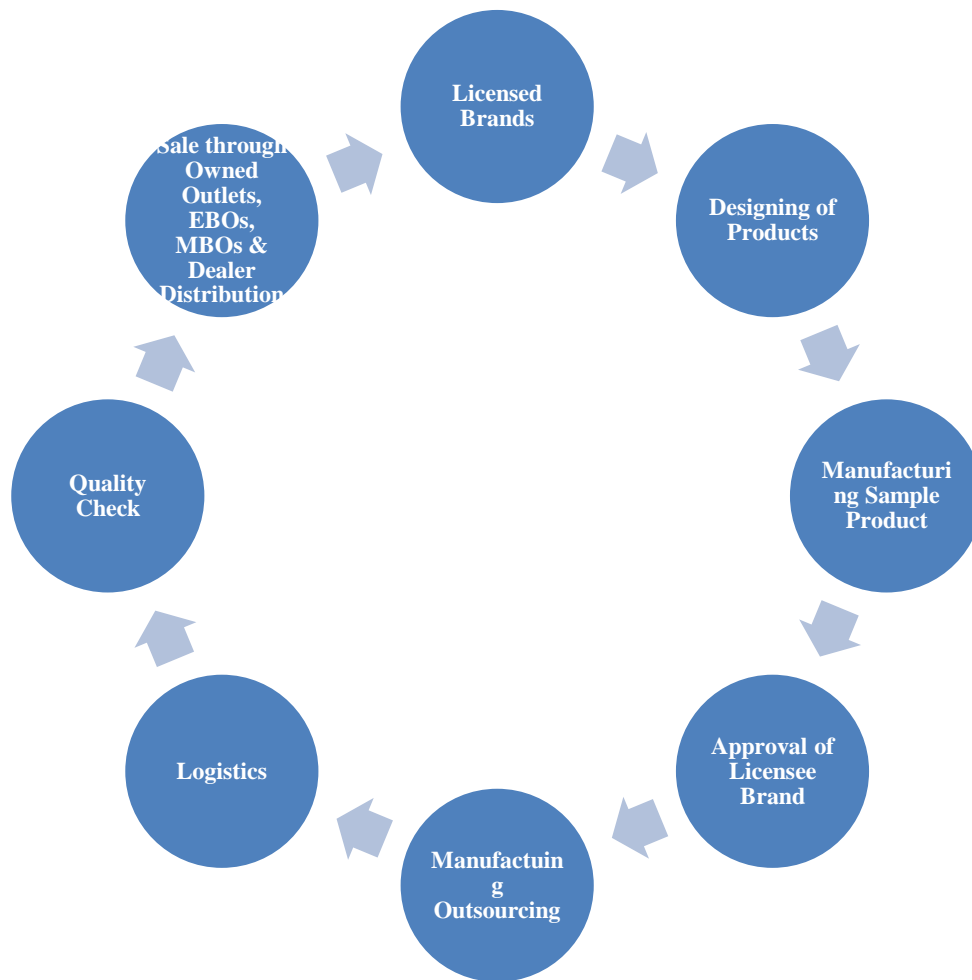 Licensed
Brands
Designing of
Products
Manufacturi
ng Sample
Product
Approval of
Licensee
Brand
Manufactuin
g
Outsourcing
Logistics
Quality
Check
Sale through
Owned
Outlets,
EBOs,
MBOs &
Dealer
Distribution